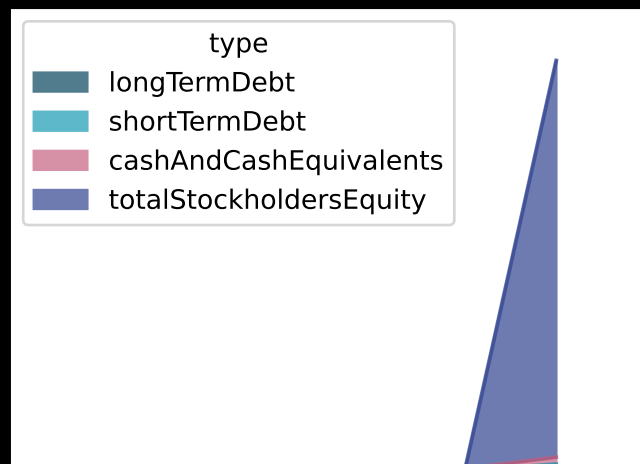 type
longTermDebt
shortTermDebt
cashAndCashEquivalents
totalStockholdersEquity